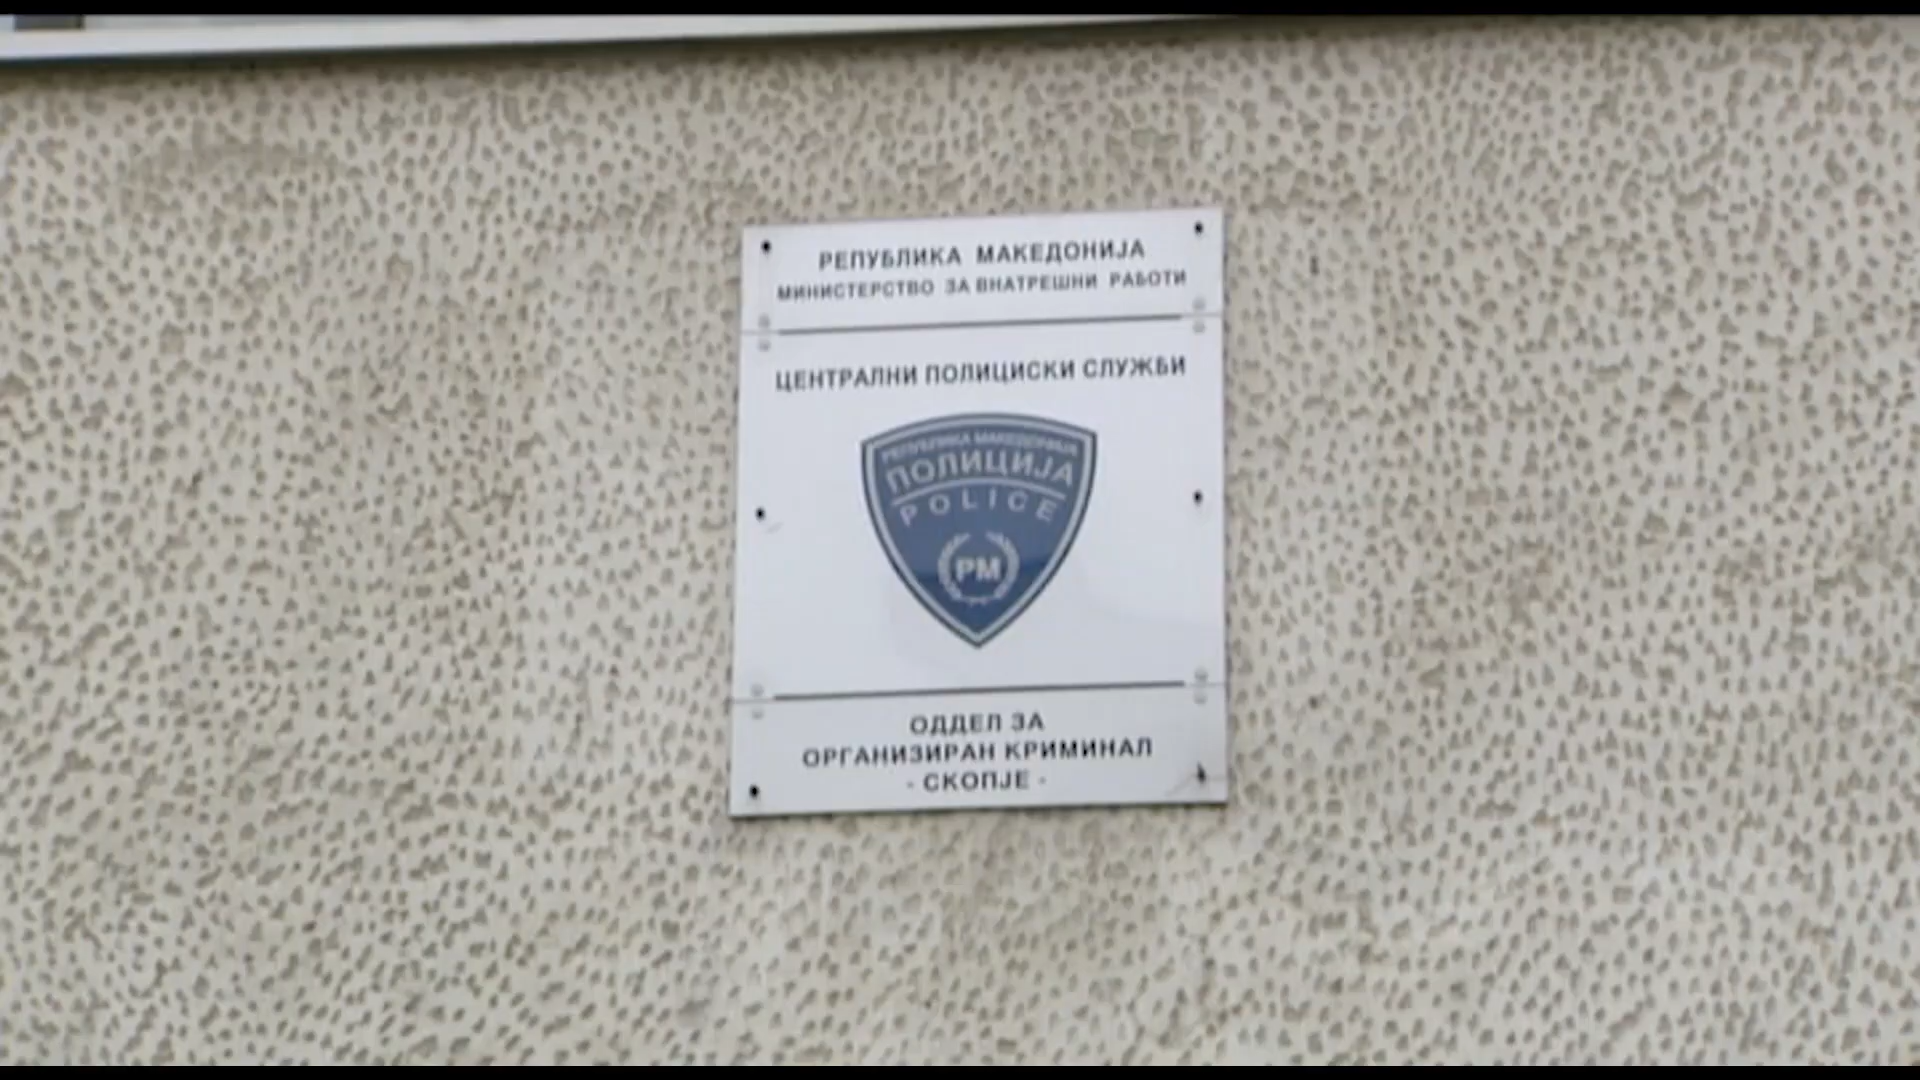 РЕПУБЛИКА МАКЕДОНИЈА
МИНИСТЕРСТВО ЗА ВНАТРЕШНИ РАБОТИ
ЦЕНТРАЛНИ ПОЛИЦИСКИ СЛУЖБИ
РЕПУБЛИКА МАКЕДОНИЈА
ПОЛИЦИЈА
POLICE
РМ
ОДДЕЛ ЗА
ОРГАНИЗИРАН КРИМИНАЛ
- СКОПЈЕ -